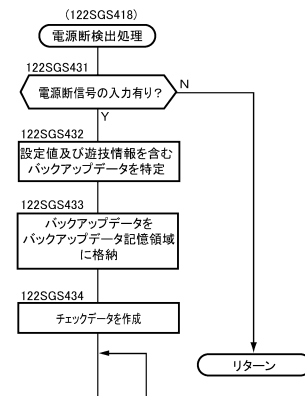 (122SGS418)
電源断検出処理
122SGS431
電源断信号の入力有り?
N
Y
122SGS432
設定値及び遊技情報を含む
バックアップデータを特定
122SGS433
バックアップデータを
バックアップデータ記憶領域
に格納
122SGS434
チェックデータを作成
リターン